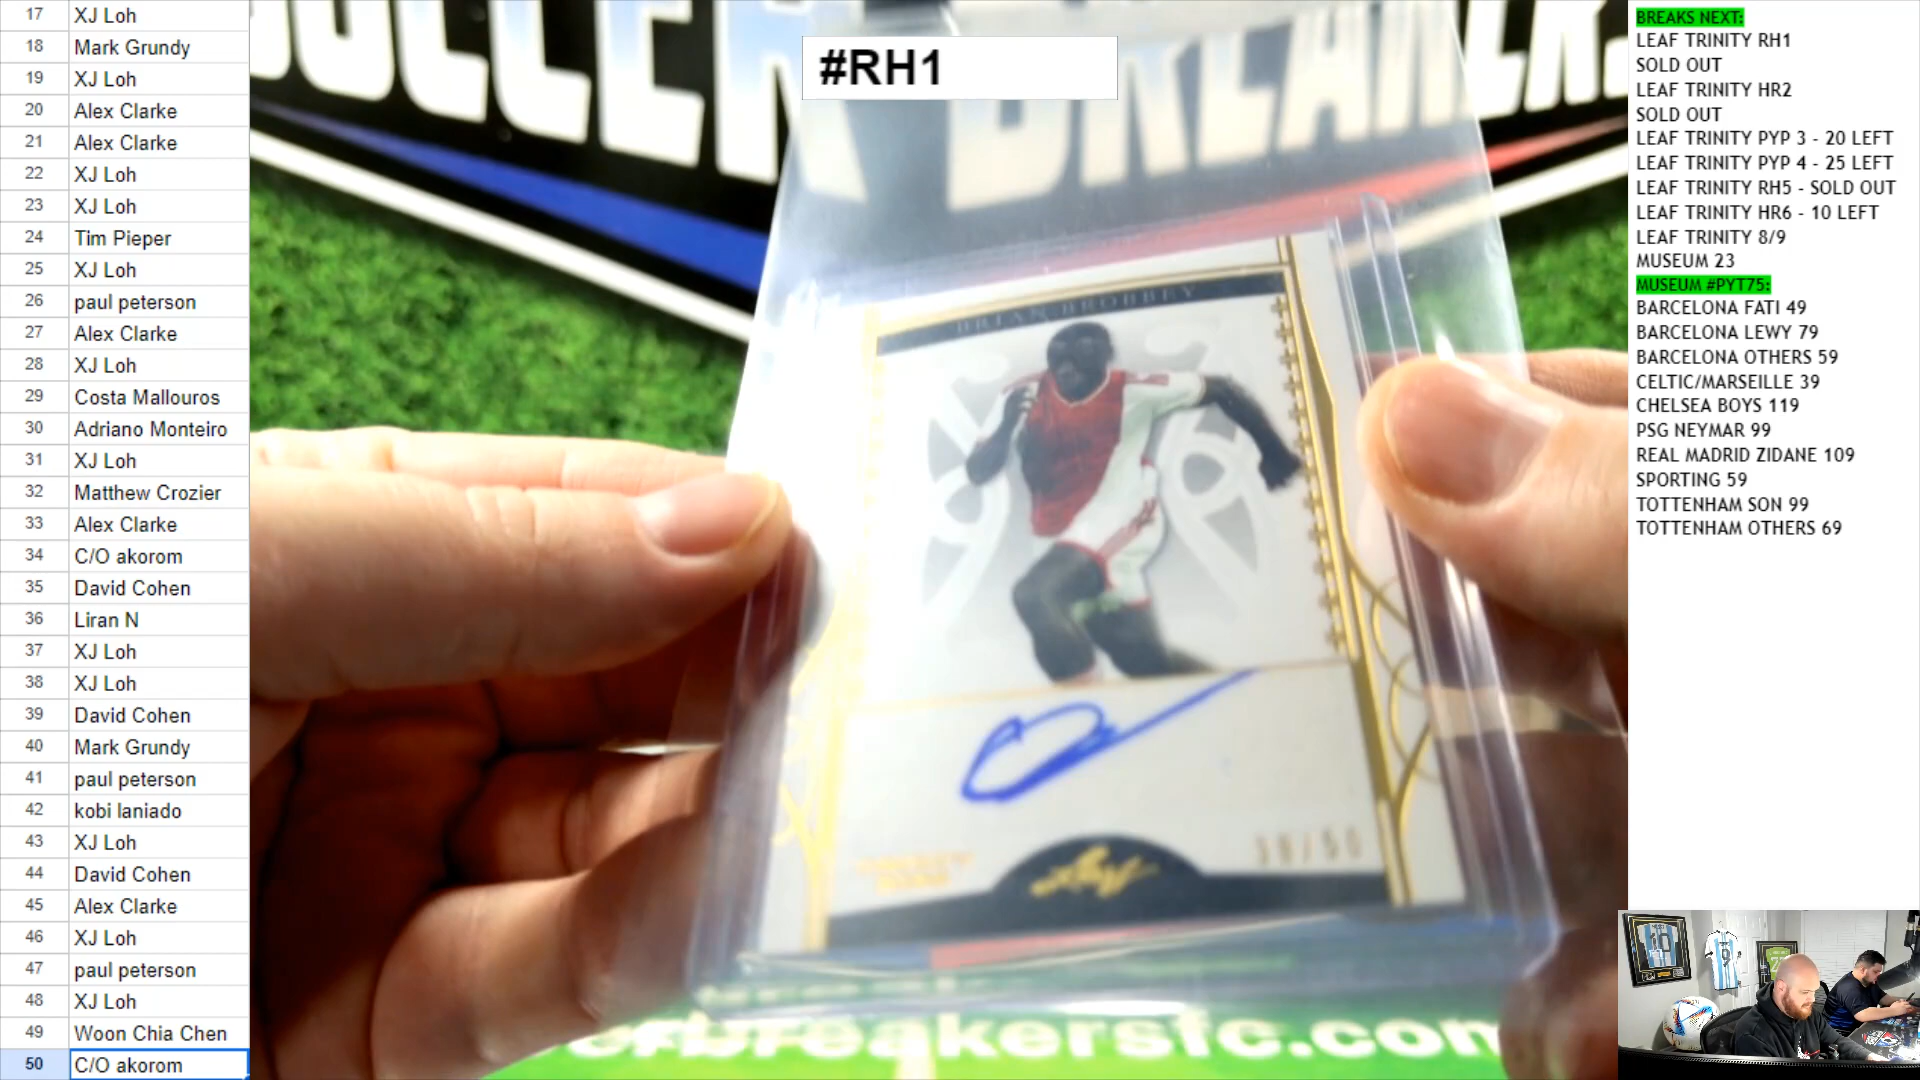 17 XJ Loh
18 Mark Grundy
19 XJ Loh
20 Alex Clarke
21 Alex Clarke
22 XJ Loh
23 XJ Loh
24 Tim Pieper
25 XJ Loh
26 paul peterson
27 Alex Clarke
28 XJ Loh
29 Costa Mallouros
30 Adriano Monteiro
31 XJ Loh
32 Matthew Crozier
33 Alex Clarke
34 C/O akorom
35 David Cohen
36 Liran N
37 XJ Loh
38 XJ Loh
39 David Cohen
40 Mark Grundy
41 paul peterson
42 kobi laniado
43 XJ Loh
44 David Cohen
45 Alex Clarke
46 XJ Loh
47 paul peterson
48 XJ Loh
49 Woon Chia Chen
50 C/O akorom
SOCCER BREAKERS
#RH1
BRIAN BROBBEY
Leaf
erbreakersfc.com
BREAKS NEXT:
LEAF TRINITY RH1
SOLD OUT
LEAF TRINITY HR2
SOLD OUT
LEAF TRINITY PYP 3 - 20 LEFT
LEAF TRINITY PYP 4 - 25 LEFT
LEAF TRINITY RH5 - SOLD OUT
LEAF TRINITY HR6 - 10 LEFT
LEAF TRINITY 8/9
MUSEUM 23
MUSEUM #PYT75:
BARCELONA FATI 49
BARCELONA LEWY 79
BARCELONA OTHERS 59
CELTIC/MARSEILLE 39
CHELSEA BOYS 119
PSG NEYMAR 99
REAL MADRID ZIDANE 109
SPORTING 59
TOTTENHAM SON 99
TOTTENHAM OTHERS 69